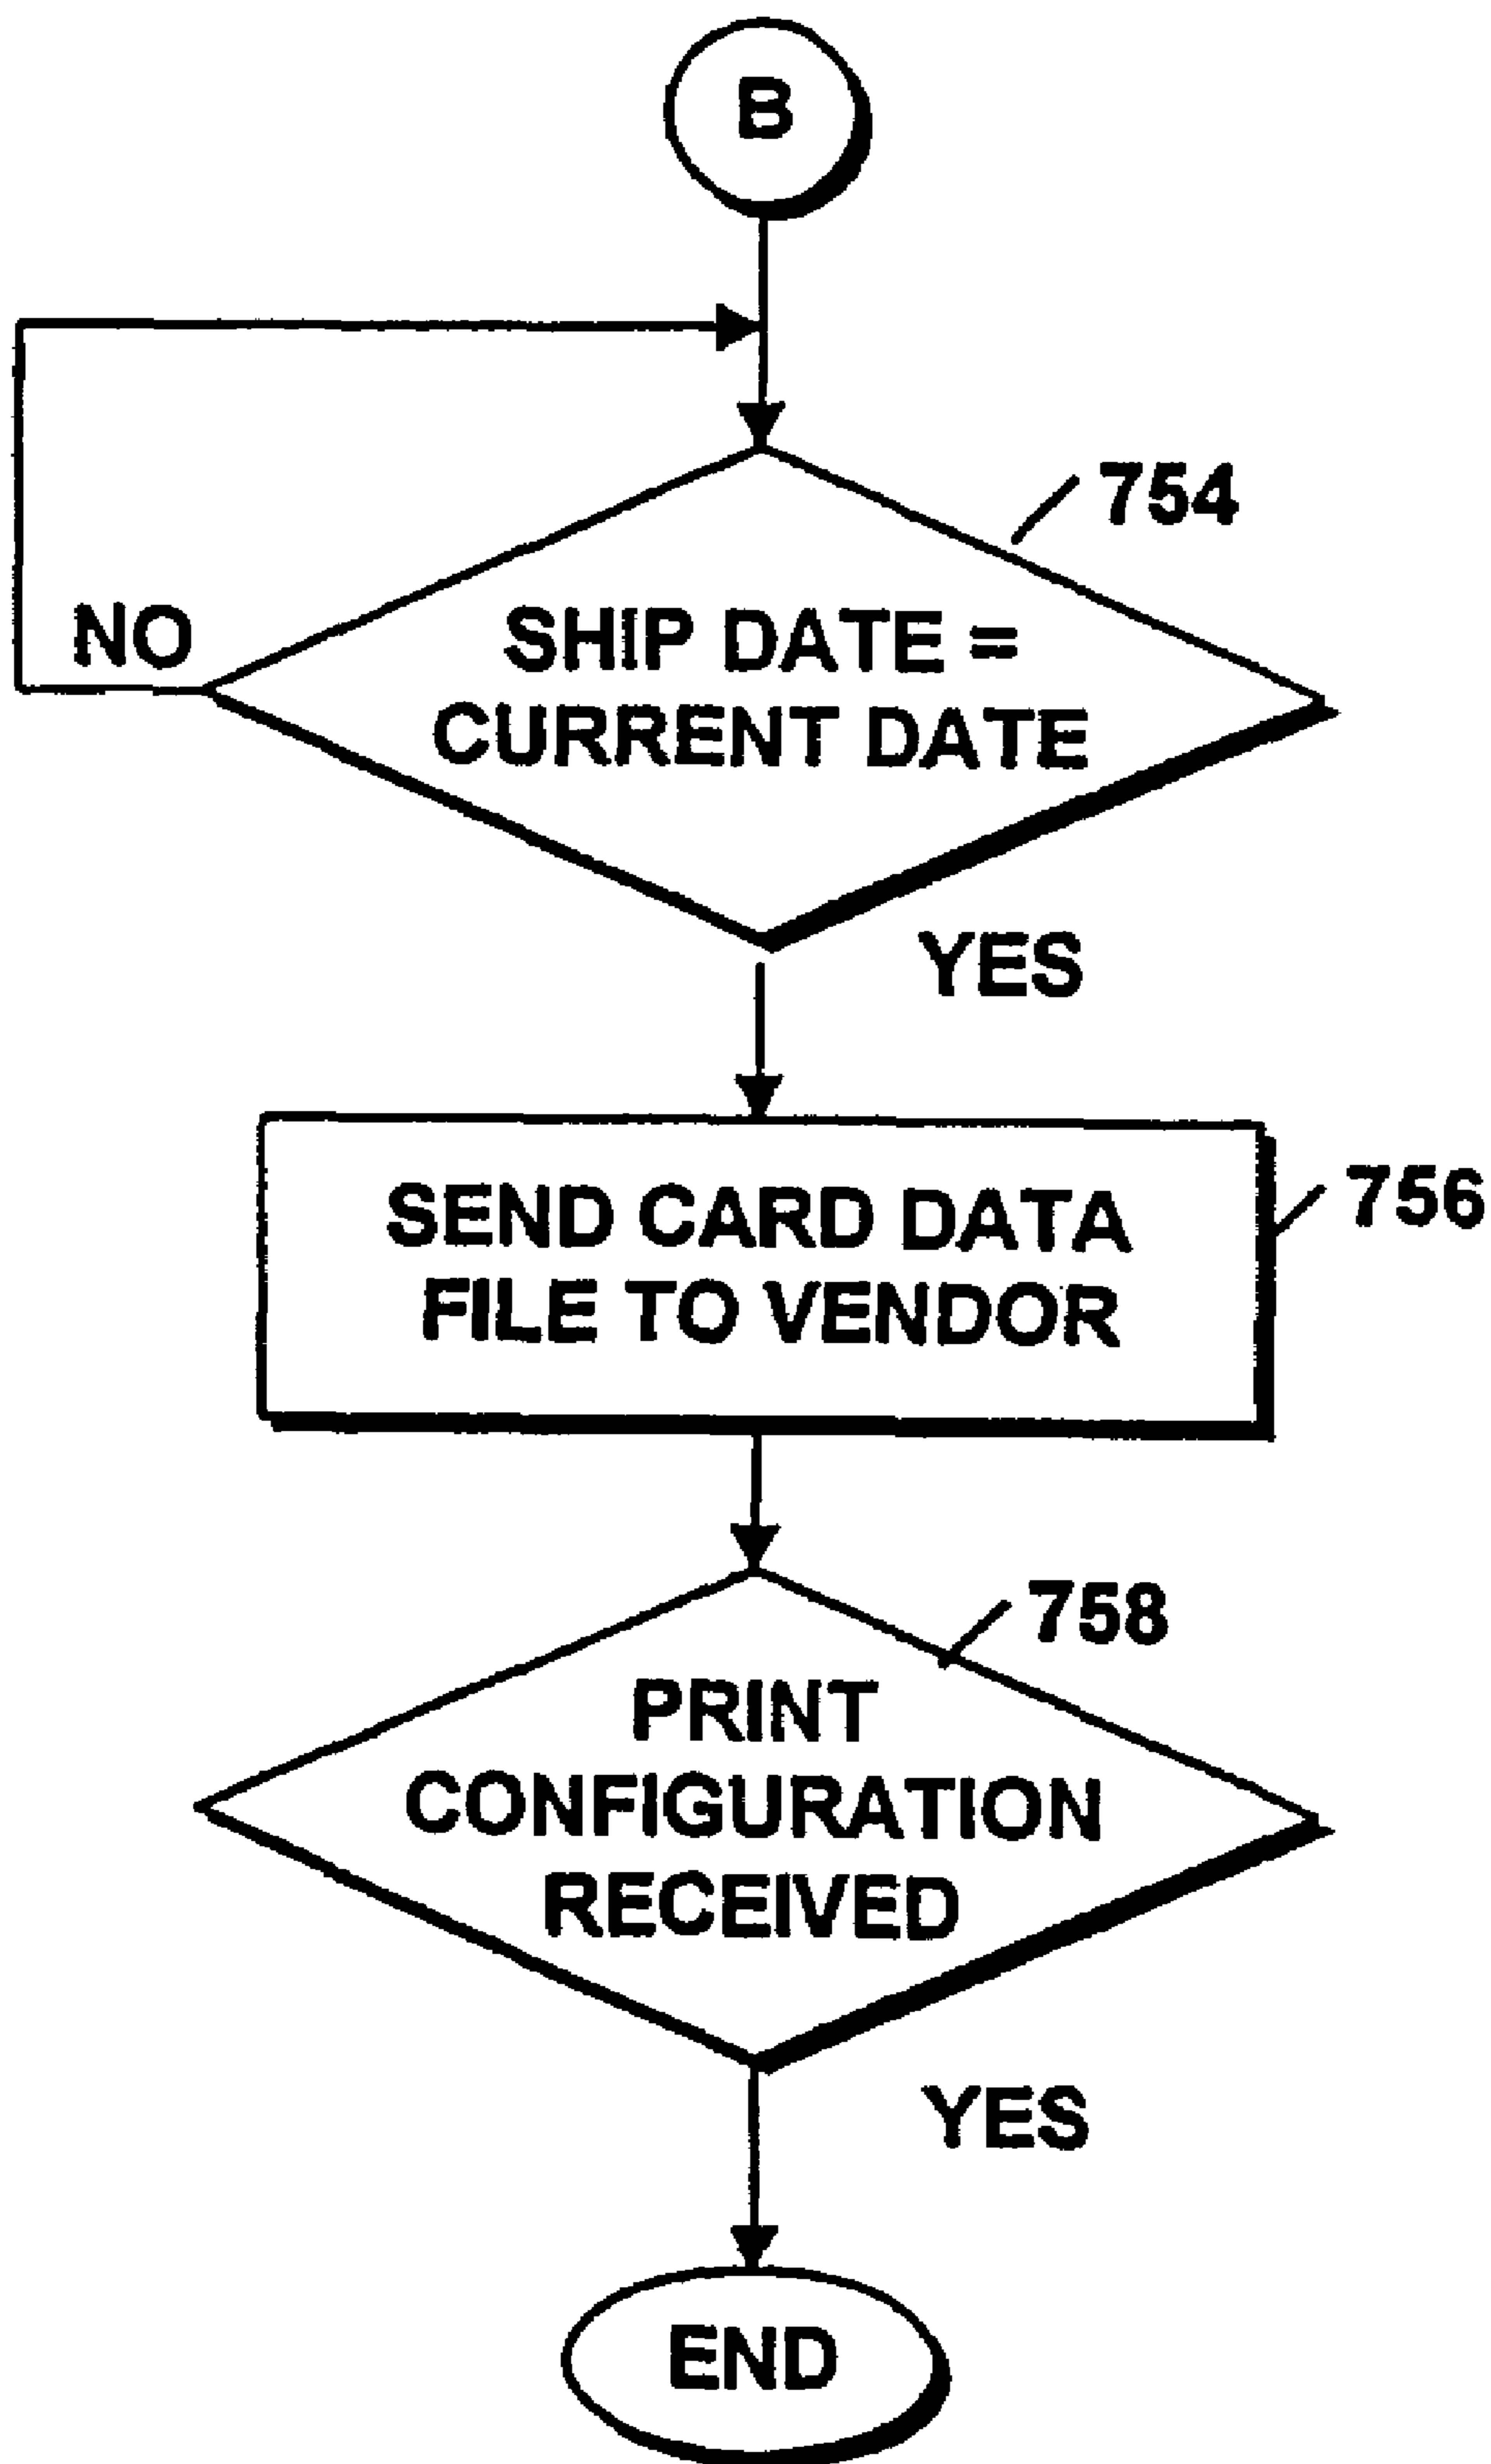 B
754
SHIP DATE =
CURRENT DATE
NO
YES
SEND CARD DATA
FILE TO VENDOR
756
758
PRINT
CONFIGURATION
RECEIVED
YES
END